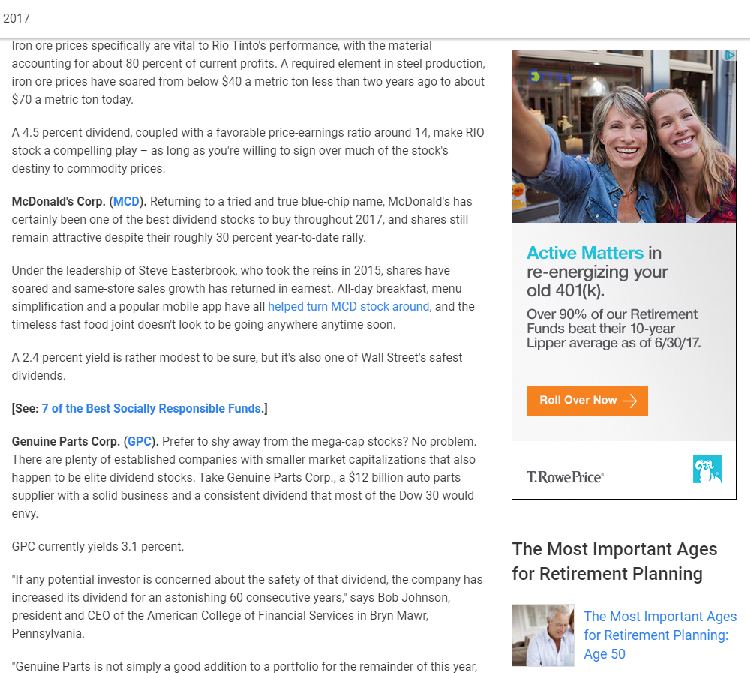 2017
Iron ore prices specifically are vital to Rio Tinto's performance, with the material
accounting for about 80 percent of current profits. A required element in steel production,
iron ore prices have soared from below $40 a metric ton less than two years ago to about
$70 a metric ton today.
A 4.5 percent dividend, coupled with a favorable price-earnings ratio around 14, make RIO
stock a compelling play – as long as you're willing to sign over much of the stock's
destiny to commodity prices.
McDonald's Corp. (MCD). Returning to a tried and true blue-chip name, McDonald's has
certainly been one of the best dividend stocks to buy throughout 2017, and shares still
remain attractive despite their roughly 30 percent year-to-date rally.
Under the leadership of Steve Easterbrook, who took the reins in 2015, shares have
soared and same-store sales growth has returned in earnest. All-day breakfast, menu
simplification and a popular mobile app have all helped turn MCD stock around, and the
timeless fast food joint doesn't look to be going anywhere anytime soon.
A 2.4 percent yield is rather modest to be sure, but it's also one of Wall Street's safest
dividends.
[See: 7 of the Best Socially Responsible Funds.]
Genuine Parts Corp. (GPC). Prefer to shy away from the mega-cap stocks? No problem.
There are plenty of established companies with smaller market capitalizations that also
happen to be elite dividend stocks. Take Genuine Parts Corp., a $12 billion auto parts
supplier with a solid business and a consistent dividend that most of the Dow 30 would
envy.
GPC currently yields 3.1 percent.
"If any potential investor is concerned about the safety of that dividend, the company has
increased its dividend for an astonishing 60 consecutive years," says Bob Johnson,
president and CEO of the American College of Financial Services in Bryn Mawr,
Pennsylvania.
"Genuine Parts is not simply a good addition to a portfolio for the remainder of this year,
Active Matters in
re-energizing your
old 401(k).
Over 90% of our Retirement
Funds beat their 10-year
Lipper average as of 6/30/17.
Roll Over Now
T.RowePrice
The Most Important Ages
for Retirement Planning
The Most Important Ages
for Retirement Planning:
Age 50